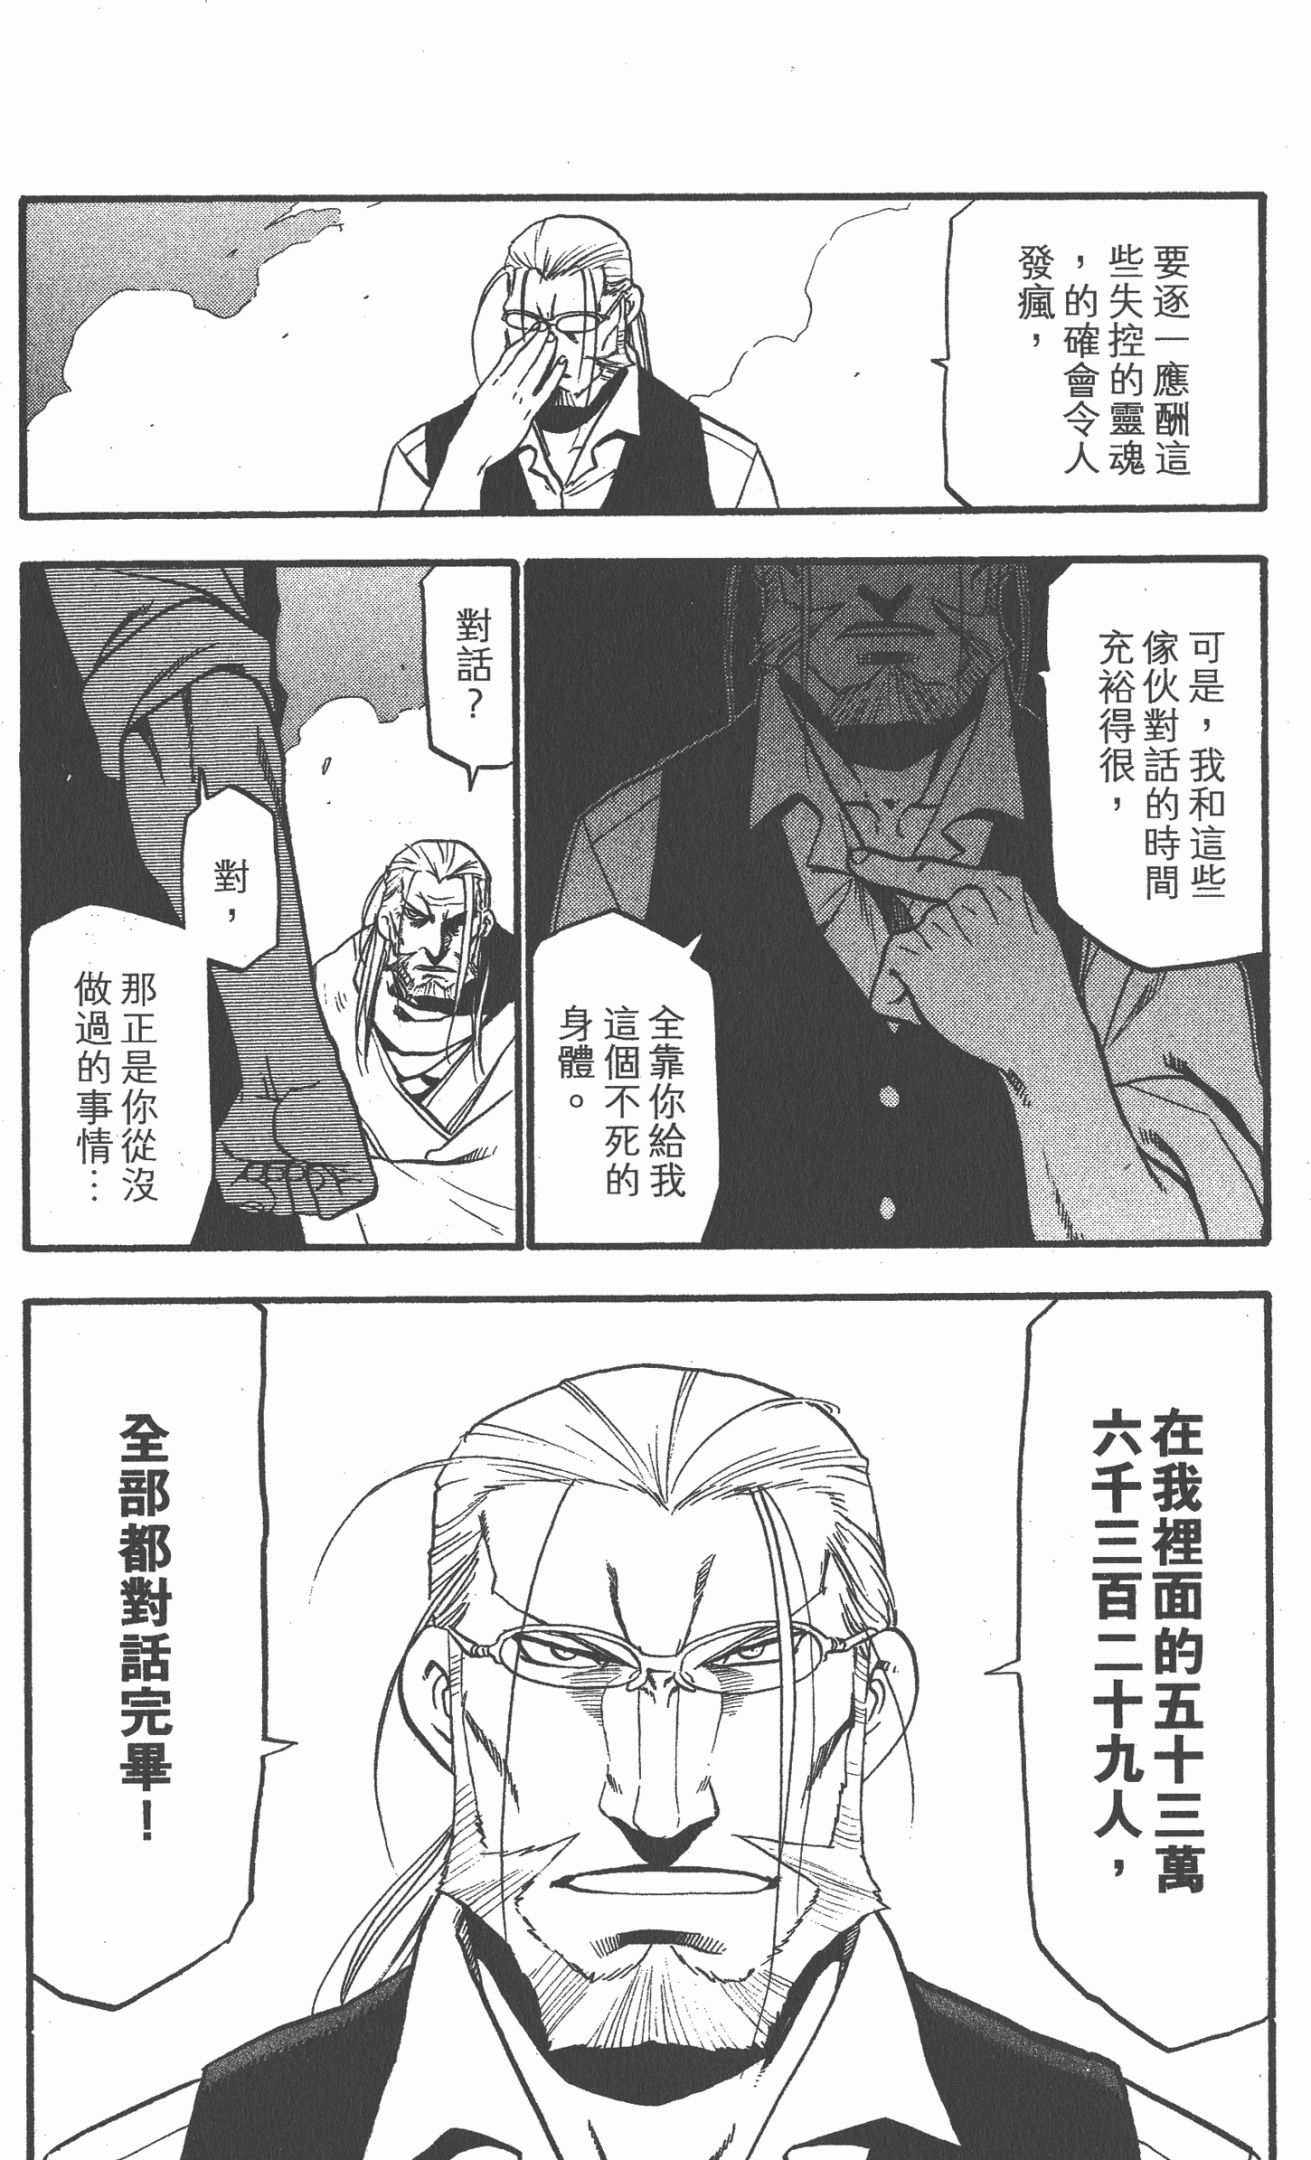 要逐一應酬這
些失控的靈魂
，的確會令人
發瘋，
可是，我和這些
傢伙對話的時間
充裕得很，
全靠你給我
這個不死的
身體。
對話？
對，
那正是你從沒
做過的事情…
在我裡面的五十三萬
六千三百二十九人，
全部都對話完畢！